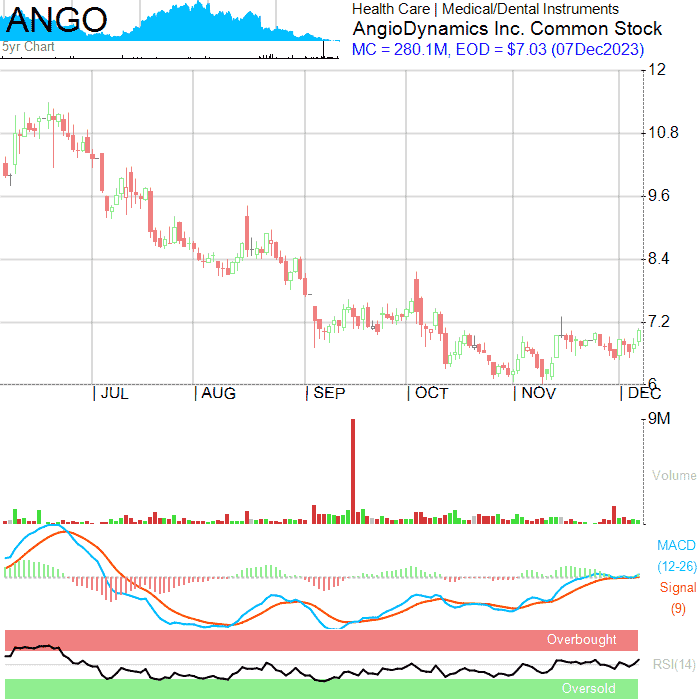 ANGO
5yr Chart
Health Care | Medical/Dental Instruments
AngioDynamics Inc. Common Stock
MC = 280.1M, EOD = $7.03 (07Dec2023)
12
10.8
9.6
8.4
7.2
6
| JUL | AUG | SEP | OCT | NOV | DEC
9M
Volume
MACD
(12-26)
Signal
(9)
Overbought
RSI(14)
Oversold